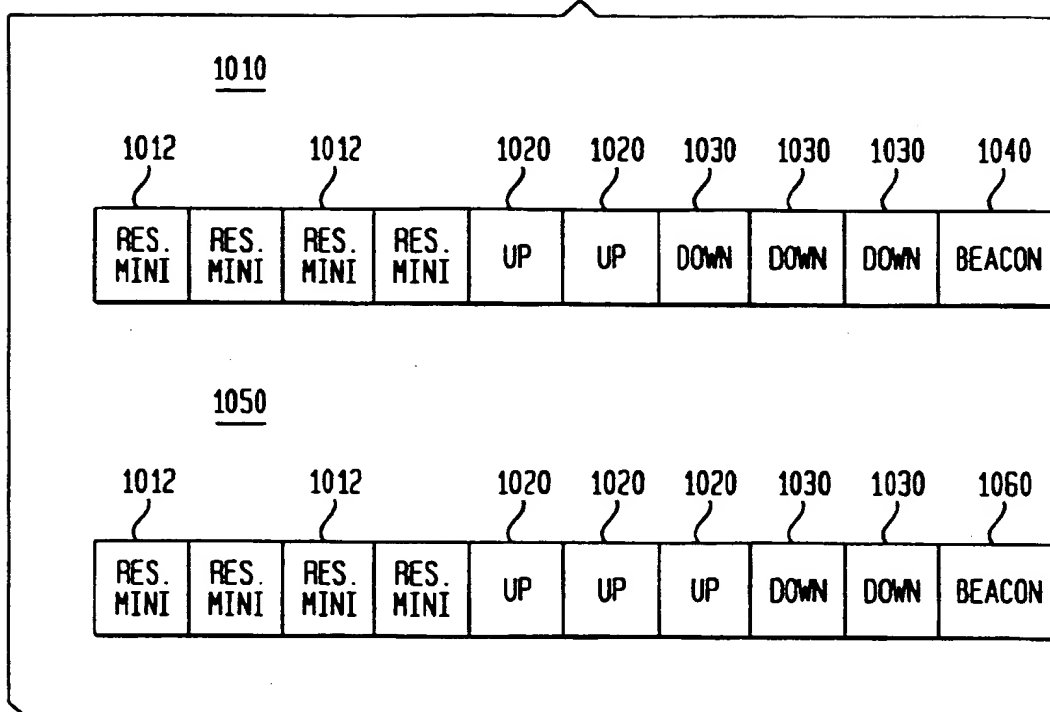 1010
1012 1012 1020 1020 1030 1030 1030 1040
RES. MINI RES. MINI RES. MINI RES. MINI UP UP DOWN DOWN DOWN BEACON
1050
1012 1012 1020 1020 1020 1030 1030 1060
RES. MINI RES. MINI RES. MINI RES. MINI UP UP UP DOWN DOWN BEACON